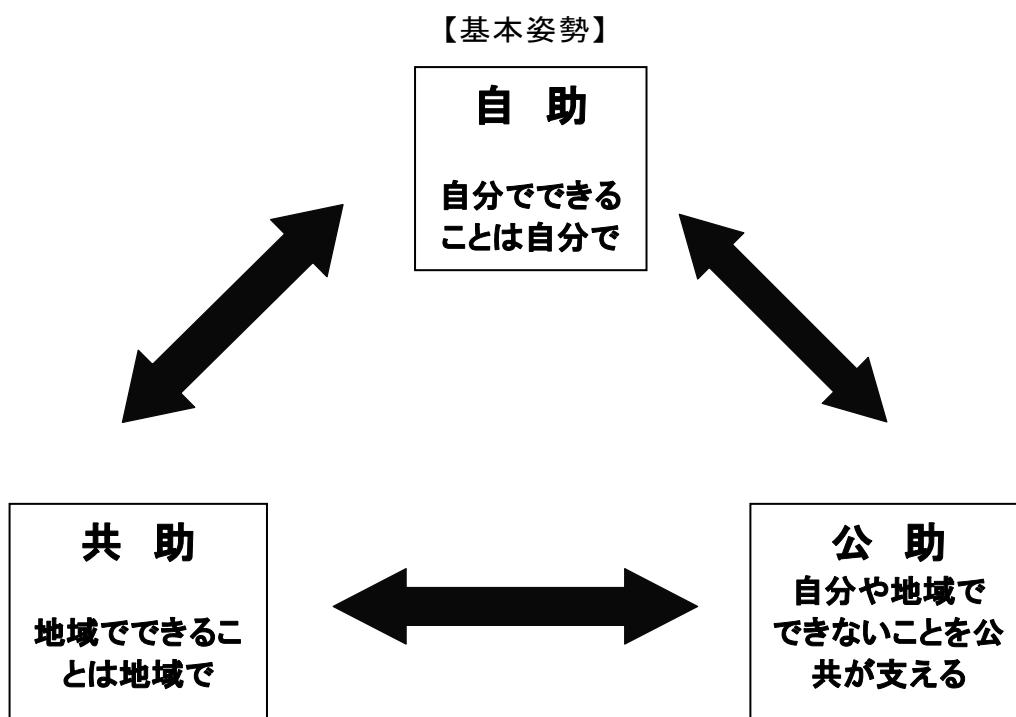 【基本姿勢】
自 助
自分でできる
ことは自分で
共 助
地域でできるこ
とは地域で
公 助
自分や地域で
できないことを公
共が支える